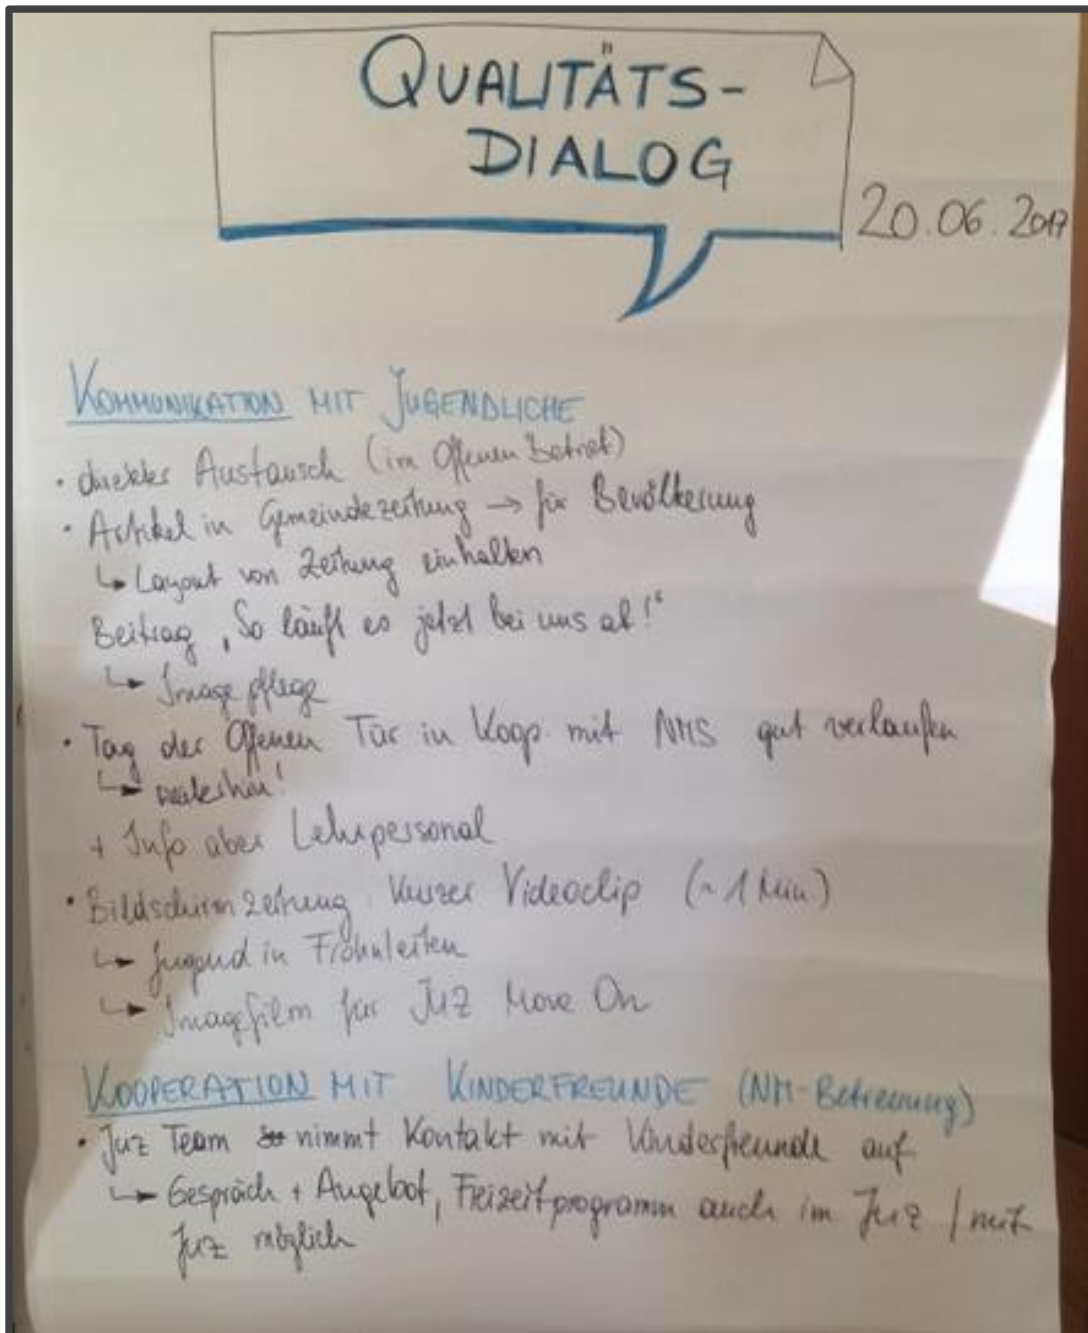 QUALITÄTS-
DIALOG
20.06.2017
KOMMUNIKATION MIT JUGENDLICHE
• direkter Austausch (im Offenen Betrieb)
• Artikel in Gemeindezeitung → für Bevölkerung
↳ Layout von Zeitung einhalten
Beitrag "So läuft es jetzt bei uns ab!"
↳ Imagepflege
• Tag der Offenen Tür in Koop. mit NMS gut verlaufen
↳ weiterhin!
+ Info über Lehrpersonal
• Bildschirmzeitung: Kurzer Videoclip (~ 1 Min)
↳ Jugend in Frohnleiten
↳ Imagefilm für JUZ Move On
KOOPERATION MIT KINDERFREUNDE (NM-Betreuung)
• Juz Team nimmt Kontakt mit Kinderfreunde auf
↳ Gespräch + Angebot, Freizeitprogramm auch im Juz / mit
Juz möglich